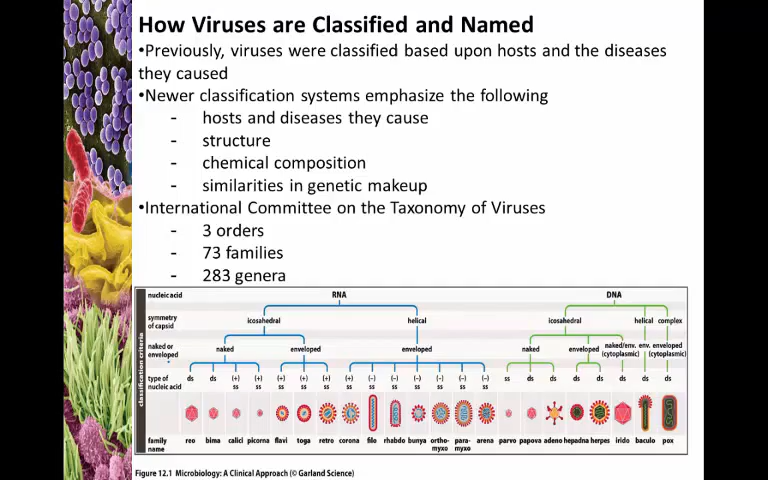 How Viruses are Classified and Named
•Previously, viruses were classified based upon hosts and the diseases
they caused
•Newer classification systems emphasize the following
- hosts and diseases they cause
- structure
- chemical composition
- similarities in genetic makeup
•International Committee on the Taxonomy of Viruses
- 3 orders
- 73 families
- 283 genera
classification criteria
nucleic acid RNA DNA
symmetry of capsid icosahedral helical icosahedral helical complex
naked or enveloped naked enveloped enveloped naked enveloped naked/env. (cytoplasmic) env. enveloped (cytoplasmic)
type of nucleic acid ds ds (+) ss (+) ss (+) ss (+) ss (+) ss (+) ss (−) ss (−) ss (−) ss (−) ss (−) ss (−) ss ss ds ds ds ds ds ds ds
family name reo bima calici picorna flavi toga retro corona filo rhabdo bunya ortho-myxo para-myxo arena parvo papova adeno hepadna herpes irido baculo pox
Figure 12.1 Microbiology: A Clinical Approach (© Garland Science)